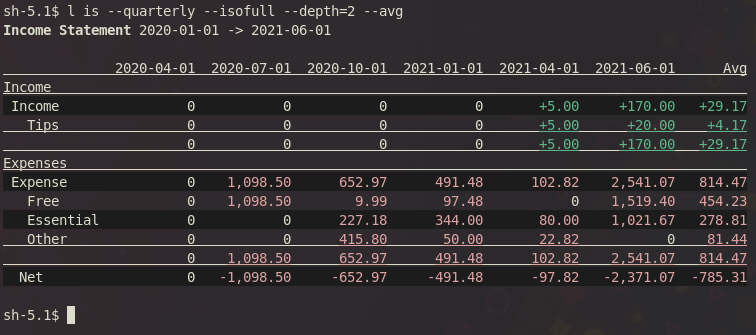 sh-5.1$ l is --quarterly --isofull --depth=2 --avg
Income Statement 2020-01-01 -> 2021-06-01
2020-04-01 2020-07-01 2020-10-01 2021-01-01 2021-04-01 2021-06-01 Avg
Income
Income 0 0 0 0 +5.00 +170.00 +29.17
Tips 0 0 0 0 +5.00 +20.00 +4.17
0 0 0 0 +5.00 +170.00 +29.17
Expenses
Expense 0 1,098.50 652.97 491.48 102.82 2,541.07 814.47
Free 0 1,098.50 9.99 97.48 0 1,519.40 454.23
Essential 0 0 227.18 344.00 80.00 1,021.67 278.81
Other 0 0 415.80 50.00 22.82 0 81.44
0 1,098.50 652.97 491.48 102.82 2,541.07 814.47
Net 0 -1,098.50 -652.97 -491.48 -97.82 -2,371.07 -785.31
sh-5.1$